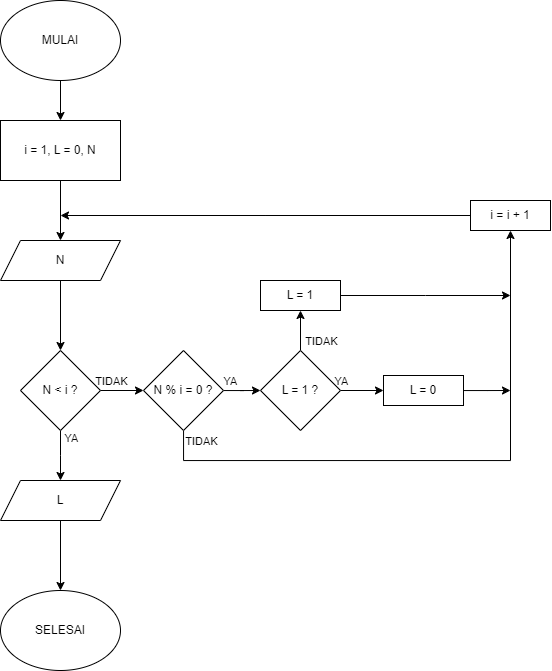 MULAI
i = 1, L = 0, N
i = i + 1
N
L = 1
TIDAK
N < i ?
TIDAK
N % i = 0 ?
YA
L = 1 ?
YA
L = 0
YA
TIDAK
L
SELESAI